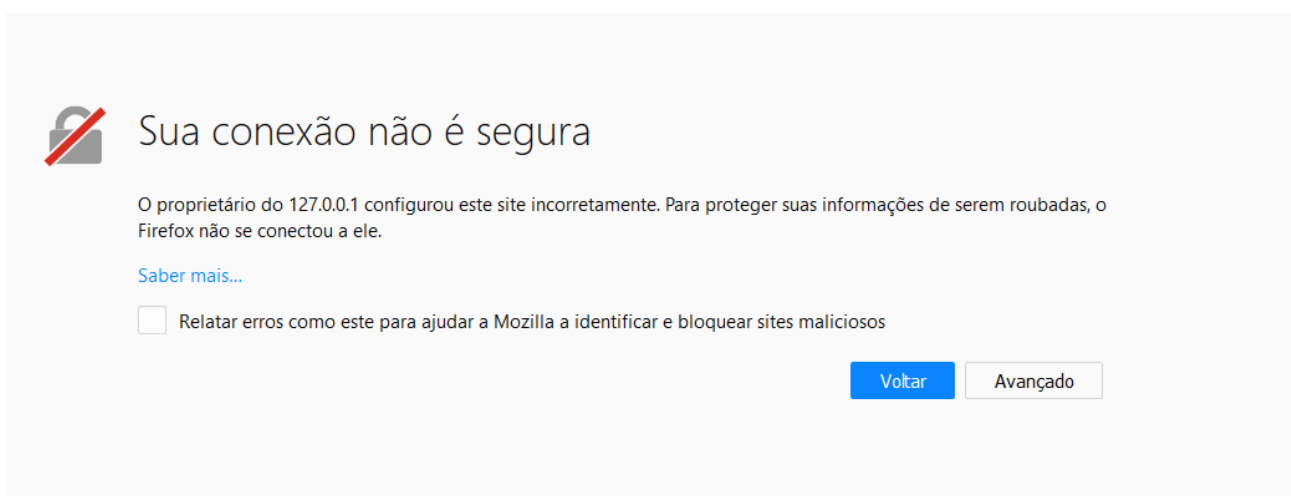 Sua conexão não é segura
O proprietário do 127.0.0.1 configurou este site incorretamente. Para proteger suas informações de serem roubadas, o
Firefox não se conectou a ele.
Saber mais...
Relatar erros como este para ajudar a Mozilla a identificar e bloquear sites maliciosos
Voltar Avançado